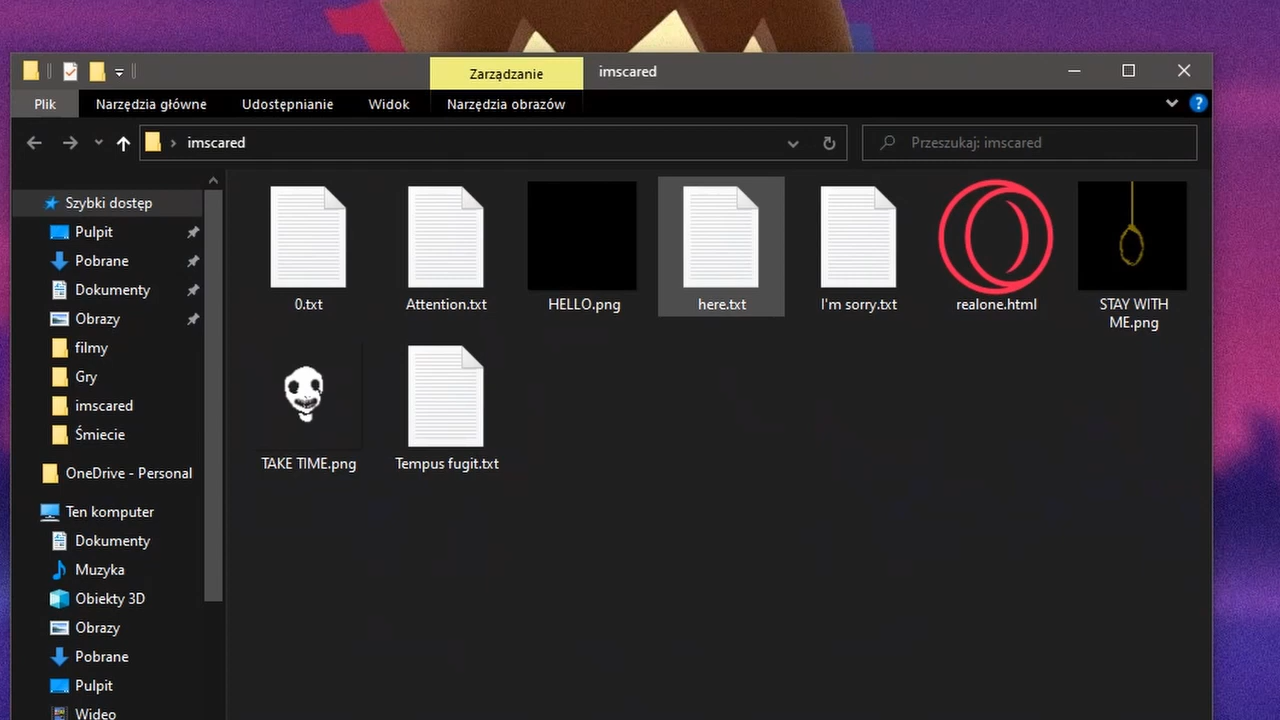 Zarządzanie
imscared
Plik
Narzędzia główne
Udostępnianie
Widok
Narzędzia obrazów
?
imscared
Przeszukaj: imscared
Szybki dostęp
Pulpit
Pobrane
Dokumenty
Obrazy
filmy
Gry
imscared
Śmiecie
OneDrive - Personal
Ten komputer
Dokumenty
Muzyka
Obiekty 3D
Obrazy
Pobrane
Pulpit
Wideo
0.txt
Attention.txt
HELLO.png
here.txt
I'm sorry.txt
realone.html
STAY WITH
ME.png
TAKE TIME.png
Tempus fugit.txt